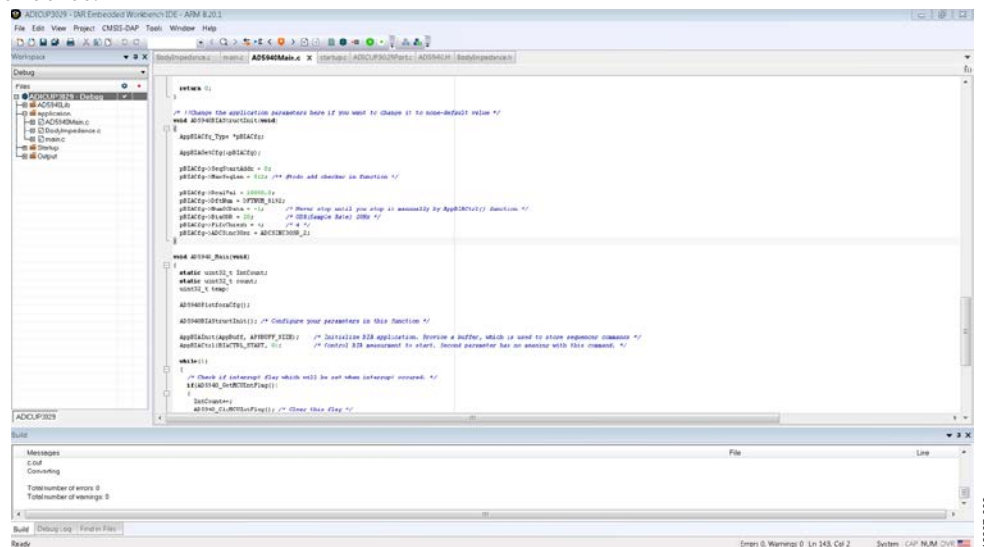 ADICUP3029 - IAR Embedded Workbench IDE - ARM 8.20.1
File Edit View Project CMSIS-DAP Tools Window Help
Workspace
BodyImpedance.c main.c AD5940Main.c x startup.c ADICUP3029Port.c AD5940.H BodyImpedance.h
Debug
Files
ADICUP3029 - Debug
AD5940Lib
application
AD5940Main.c
BodyImpedance.c
main.c
Startup
Output
return 0;
}
/* !!Change the application parameters here if you want to change it to none-default value */
void AD5940BIAStructInit(void)
{
AppBIACfg_Type *pBIACfg;
AppBIAGetCfg(&pBIACfg);
pBIACfg->SeqStartAddr = 0;
pBIACfg->MaxSeqLen = 512; /** @todo add checker in function */
pBIACfg->RcalVal = 10000.0;
pBIACfg->DftNum = DFTNUM_8192;
pBIACfg->NumOfData = -1; /* Never stop until you stop it manually by AppBIACtrl() function */
pBIACfg->BiaODR = 20; /* ODR(Sample Rate) 20Hz */
pBIACfg->FifoThresh = 4; /* 4 */
pBIACfg->ADCSinc3Osr = ADCSINC3OSR_2;
}
void AD5940_Main(void)
{
static uint32_t IntCount;
static uint32_t count;
uint32_t temp;
AD5940PlatformCfg();
AD5940BIAStructInit(); /* Configure your parameters in this function */
AppBIAInit(AppBuff, APPBUFF_SIZE); /* Initialize BIA application. Provide a buffer, which is used to store sequencer commands */
AppBIACtrl(BIACTRL_START, 0); /* Control BIA measurment to start. Second parameter has no meaning with this command. */
while(1)
{
/* Check if interrupt flag which will be set when interrupt occured. */
if(AD5940_GetMCUIntFlag())
{
IntCount++;
AD5940_ClrMCUIntFlag(); /* Clear this flag */
ADICUP3029
Build
Messages File Line
c.out
Converting
Total number of errors: 0
Total number of warnings: 0
Build Debug Log Find in Files
Ready Errors 0, Warnings 0 Ln 143, Col 2 System CAP NUM OVR